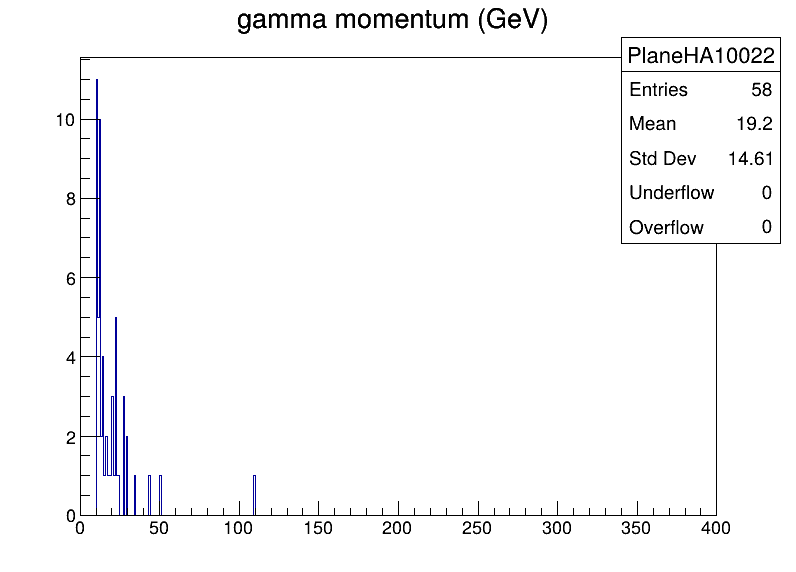 gamma momentum (GeV)
PlaneHA10022
Entries 58
Mean 19.2
Std Dev 14.61
Underflow 0
Overflow 0
10
8
6
4
2
0
0 50 100 150 200 250 300 350 400